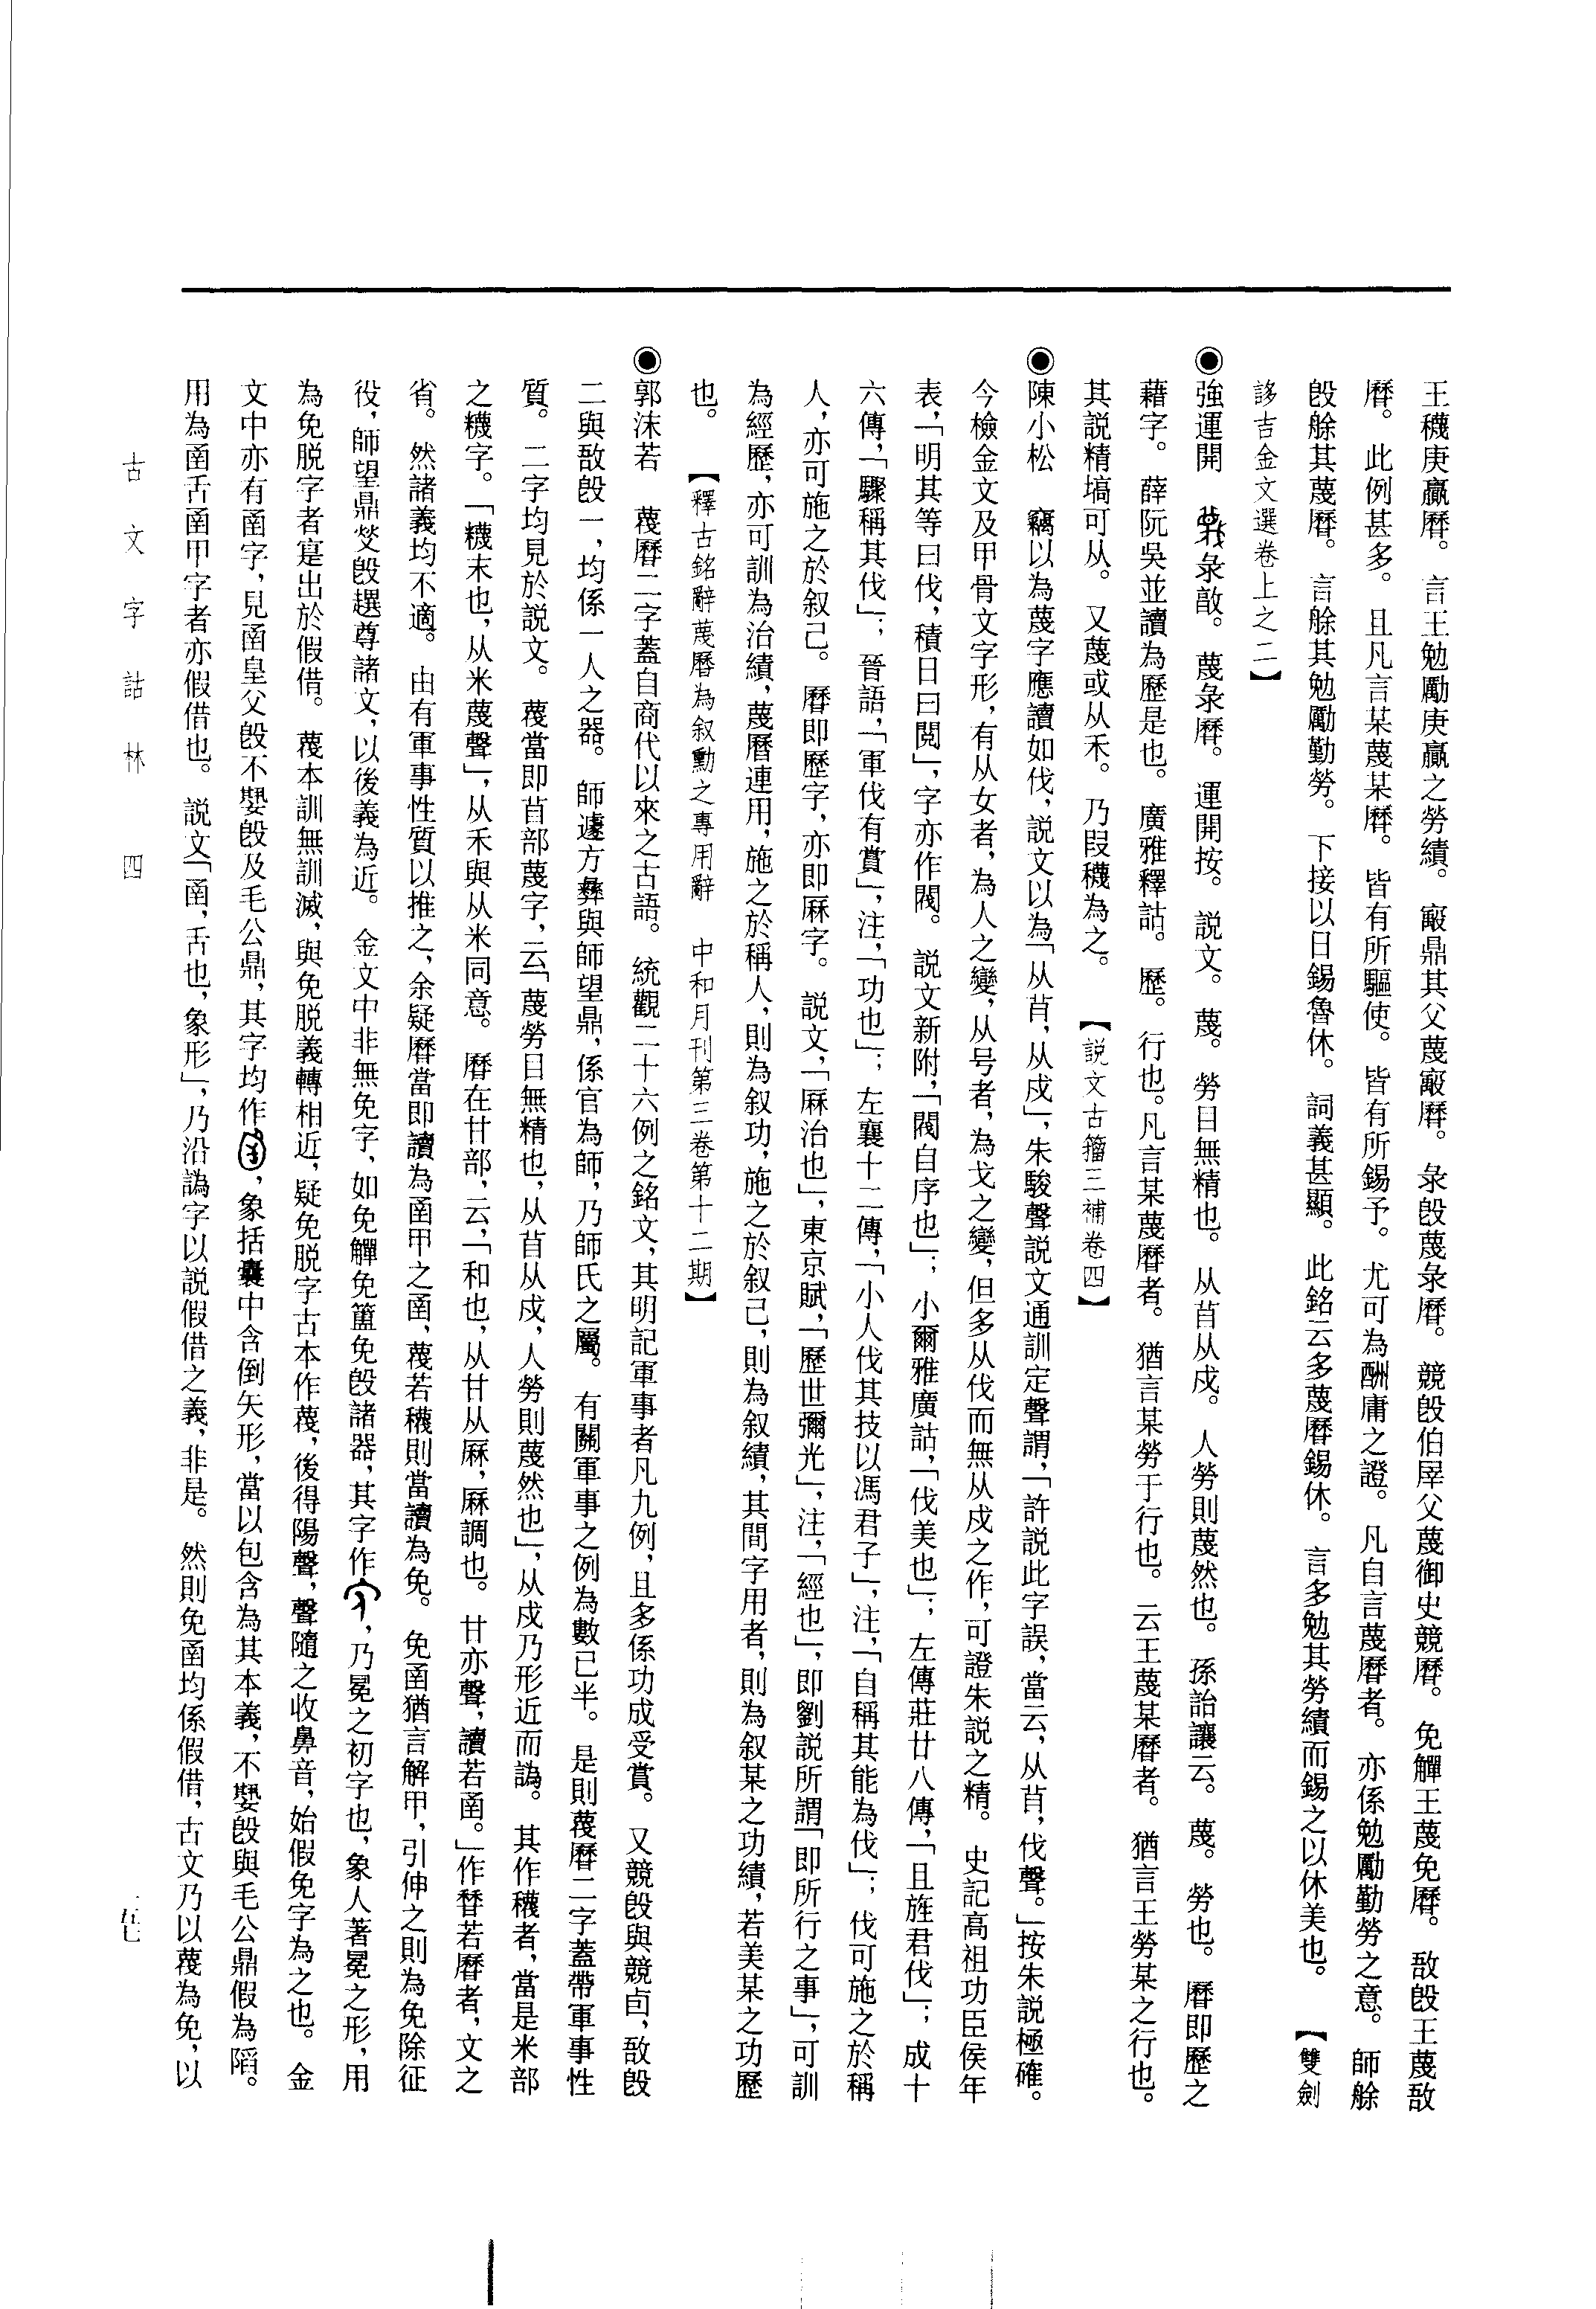 王穖庚羸曆。言王勉勵庚羸之勞績。𣪘鼎其父蔑𣪘曆。彔𣪘蔑彔曆。競𣪘伯屖父蔑御史競曆。免觶王蔑免曆。敔𣪘王蔑敔
曆。此例甚多。且凡言某蔑某曆。皆有所驅使。皆有所錫予。尤可為酬庸之證。凡自言蔑曆者。亦係勉勵勤勞之意。師艅
𣪘艅其蔑曆。言艅其勉勵勤勞。下接以日錫魯休。詞義甚顯。此銘云多蔑曆錫休。言多勉其勞績而錫之以休美也。【雙劍
誃吉金文選卷上之二】
◉強運開　彔𣪘。蔑彔曆。運開按。説文。蔑。勞目無精也。从苜从戍。人勞則蔑然也。孫詒讓云。蔑。勞也。曆即歷之
藉字。薛阮吳並讀為歷是也。廣雅釋詁。歷。行也。凡言某蔑曆者。猶言某勞于行也。云王蔑某曆者。猶言王勞某之行也。
其説精塙可从。又蔑或从禾。乃叚穖為之。【説文古籀三補卷四】
◉陳小松　竊以為蔑字應讀如伐，説文以為「从苜，从戍」，朱駿聲説文通訓定聲謂，「許説此字誤，當云，从苜，伐聲。」按朱説極確。
今檢金文及甲骨文字形，有从女者，為人之變，从号者，為戈之變，但多从伐而無从戍之作，可證朱説之精。史記高祖功臣侯年
表，「明其等曰伐，積日曰閲」，字亦作閥。説文新附，「閥自序也」；小爾雅廣詁，「伐美也」；左傳莊廿八傳，「且旌君伐」；成十
六傳，「驟稱其伐」；晉語，「軍伐有賞」，注，「功也」；左襄十三傳，「小人伐其技以馮君子」，注，「自稱其能為伐」；伐可施之於稱
人，亦可施之於叙己。曆即歷字，亦即厤字。説文，「厤治也」，東京賦，「歷世彌光」，注，「經也」，即劉説所謂「即所行之事」，可訓
為經歷，亦可訓為治績，蔑曆連用，施之於稱人，則為叙功，施之於叙己，則為叙績，其間字用者，則為叙某之功績，若美某之功歷
也。【釋古銘辭蔑曆為叙勳之專用辭　中和月刊第三卷第十二期】
◉郭沫若　蔑曆二字蓋自商代以來之古語。統觀二十六例之銘文，其明記軍事者凡九例，且多係功成受賞。又競𣪘與競卣、敔𣪘
二與敔𣪘一，均係一人之器。師遽方彝與師望鼎，係官為師，乃師氏之屬。有關軍事之例為數已半。是則蔑曆二字蓋帶軍事性
質。二字均見於説文。蔑當即苜部蔑字，云「蔑勞目無精也，从苜从戍，人勞則蔑然也」，从戍乃形近而譌。其作穖者，當是米部
之糢字。「糢末也，从米蔑聲」，从禾與从米同意。曆在甘部，云，「和也，从甘从厤，厤調也。甘亦聲，讀若函。」作替若曆者，文之
省。然諸義均不適。由有軍事性質以推之，余疑曆當即讀為函甲之函，蔑若穖則當讀為免。免函猶言解甲，引伸之則為免除征
役，師望鼎𤼈𣪘趩尊諸文，以後義為近。金文中非無免字，如免觶免簠免𣪘諸器，其字作，乃冕之初字也，象人著冕之形，用
為免脱字者寔出於假借。蔑本訓無訓滅，與免脱義轉相近，疑免脱字古本作蔑，後得陽聲，聲隨之收鼻音，始假免字為之也。金
文中亦有函字，見函皇父𣪘不嬰𣪘及毛公鼎，其字均作，象括囊中含倒矢形，當以包含為其本義，不嬰𣪘與毛公鼎假為陷。
用為函舌函甲字者亦假借也。説文「函，舌也，象形」，乃沿譌字以説假借之義，非是。然則免函均係假借，古文乃以蔑為免，以
古文字詁林　四
五七